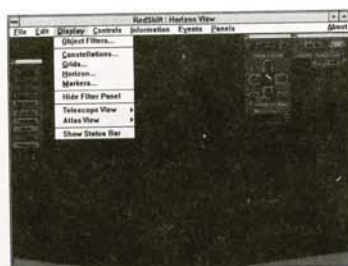 RedShift : Horizon View
File Edit Display Controls Information Events Panels About
Object Filters...
Constellations...
Grids...
Horizon...
Markers...
Hide Filter Panel
Telescope View
Atlas View
Show Status Bar